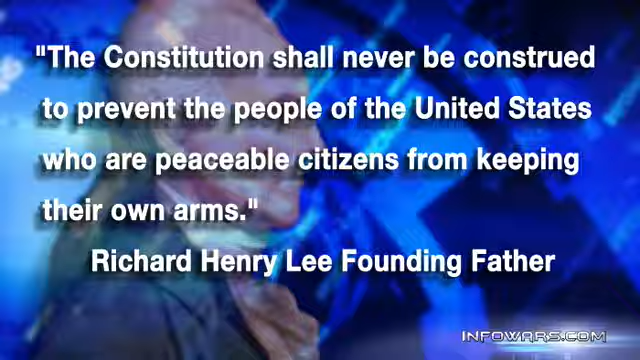 "The Constitution shall never be construed
to prevent the people of the United States
who are peaceable citizens from keeping
their own arms."
Richard Henry Lee Founding Father
INFOWARS.COM